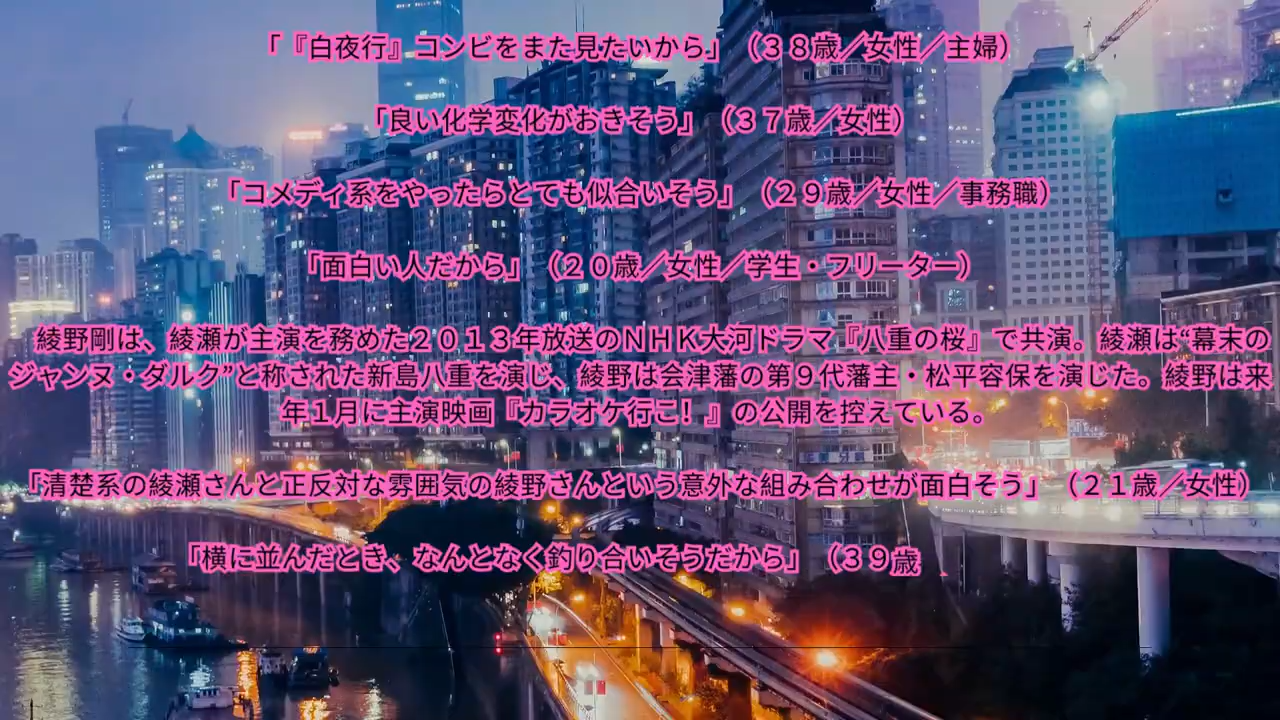 「『白夜行』コンビをまた見たいから」（３８歳／女性／主婦）
「良い化学変化がおきそう」（３７歳／女性）
「コメディ系をやったらとても似合いそう」（２９歳／女性／事務職）
「面白い人だから」（２０歳／女性／学生・フリーター）
綾野剛は、綾瀬が主演を務めた２０１３年放送のＮＨＫ大河ドラマ『八重の桜』で共演。綾瀬は“幕末の
ジャンヌ・ダルク”と称された新島八重を演じ、綾野は会津藩の第９代藩主・松平容保を演じた。綾野は来
年１月に主演映画『カラオケ行こ！』の公開を控えている。
「清楚系の綾瀬さんと正反対な雰囲気の綾野さんという意外な組み合わせが面白そう」（２１歳／女性）
「横に並んだとき、なんとなく釣り合いそうだから」（３９歳